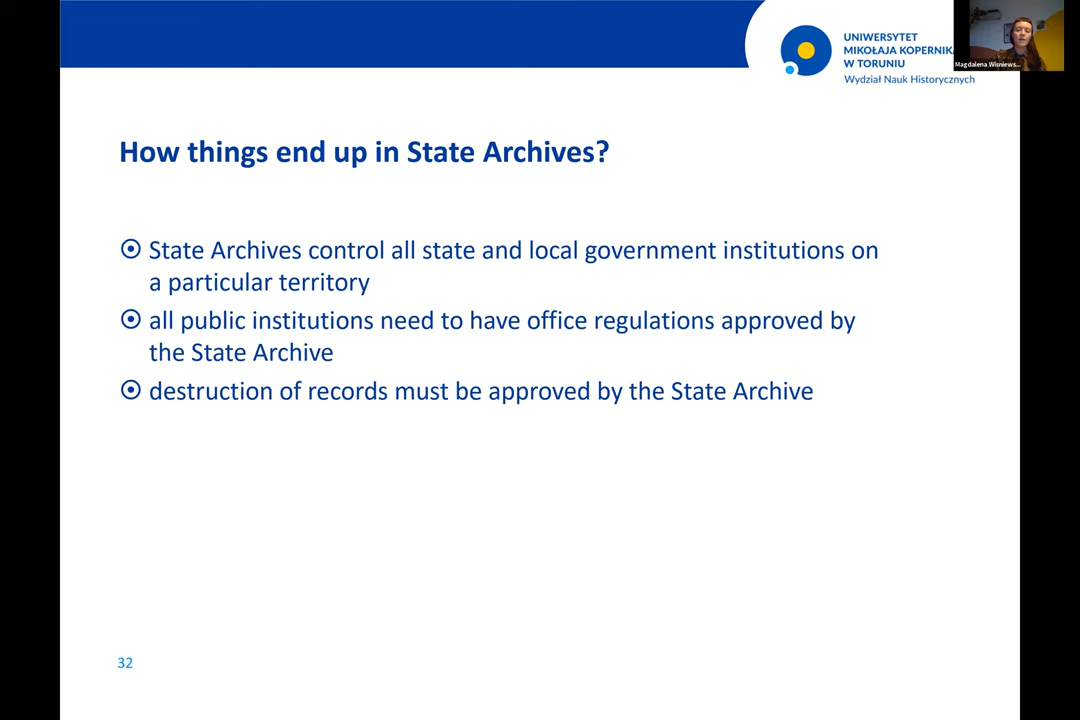 UNIWERSYTET
MIKOŁAJA KOPERNIKA
W TORUNIU
Wydział Nauk Historycznych
Magdalena Wisniews...
How things end up in State Archives?
State Archives control all state and local government institutions on
a particular territory
all public institutions need to have office regulations approved by
the State Archive
destruction of records must be approved by the State Archive
32